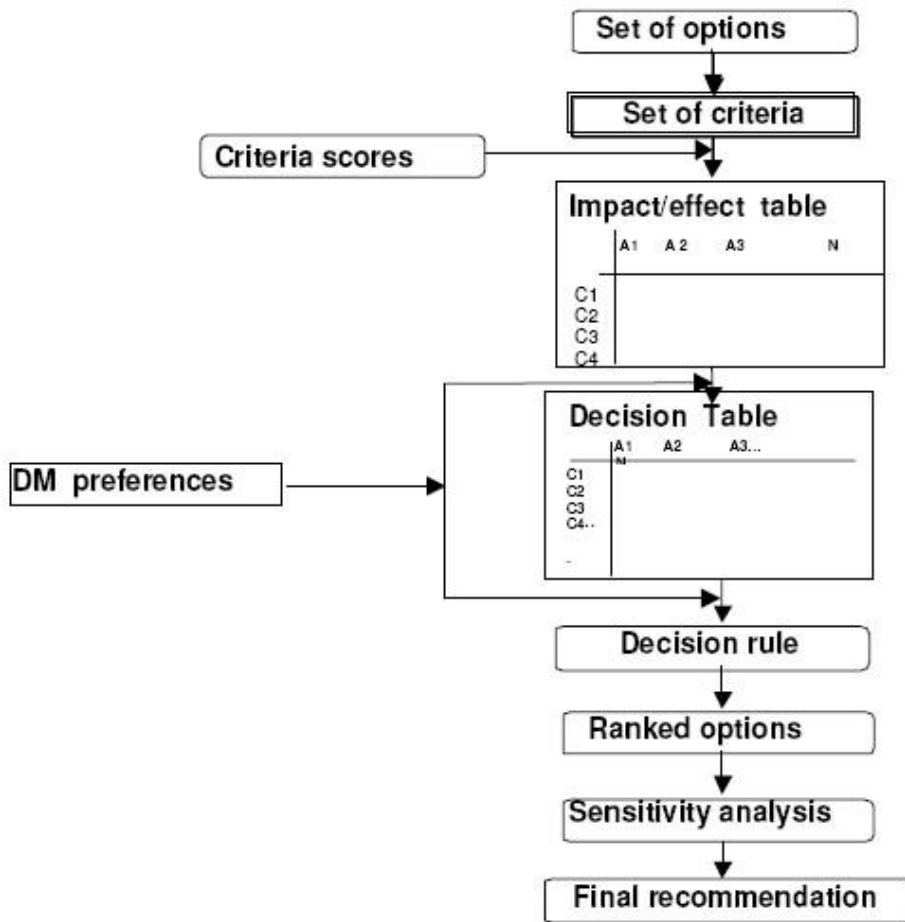 Set of options
Set of criteria
Criteria scores
Impact/effect table
A1 A 2 A3 N
C1
C2
C3
C4
Decision Table
A1 A2 A3...
N
C1
C2
C3
C4..
.
DM preferences
Decision rule
Ranked options
Sensitivity analysis
Final recommendation